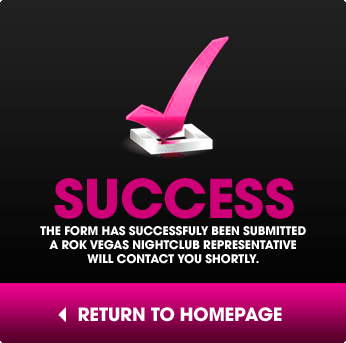 SUCCESS
THE FORM HAS SUCCESSFULY BEEN SUBMITTED
A ROK VEGAS NIGHTCLUB REPRESENTATIVE
WILL CONTACT YOU SHORTLY.
RETURN TO HOMEPAGE